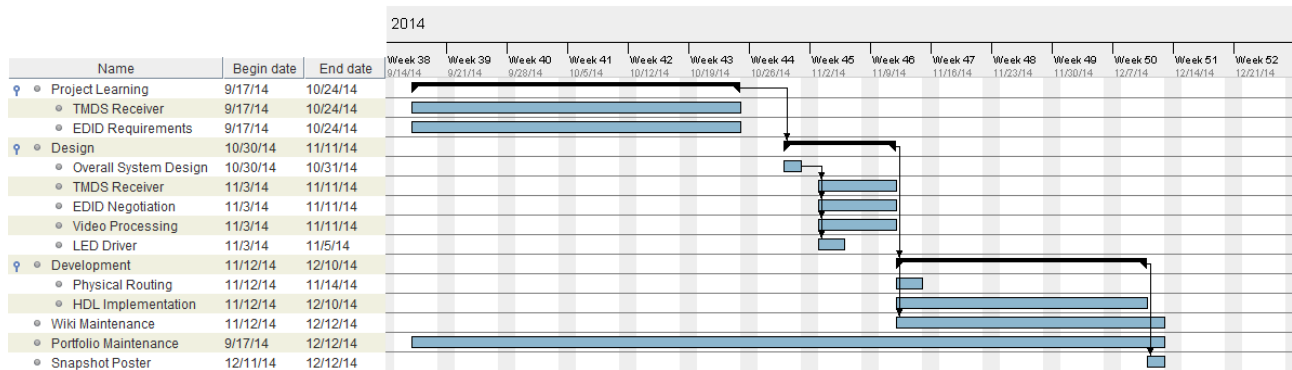 2014
Week 38 Week 39 Week 40 Week 41 Week 42 Week 43 Week 44 Week 45 Week 46 Week 47 Week 48 Week 49 Week 50 Week 51 Week 52
Name Begin date End date 9/14/14 9/21/14 9/28/14 10/5/14 10/12/14 10/19/14 10/26/14 11/2/14 11/9/14 11/16/14 11/23/14 11/30/14 12/7/14 12/14/14 12/21/14
Project Learning 9/17/14 10/24/14
TMDS Receiver 9/17/14 10/24/14
EDID Requirements 9/17/14 10/24/14
Design 10/30/14 11/11/14
Overall System Design 10/30/14 10/31/14
TMDS Receiver 11/3/14 11/11/14
EDID Negotiation 11/3/14 11/11/14
Video Processing 11/3/14 11/11/14
LED Driver 11/3/14 11/5/14
Development 11/12/14 12/10/14
Physical Routing 11/12/14 11/14/14
HDL Implementation 11/12/14 12/10/14
Wiki Maintenance 11/12/14 12/12/14
Portfolio Maintenance 9/17/14 12/12/14
Snapshot Poster 12/11/14 12/12/14